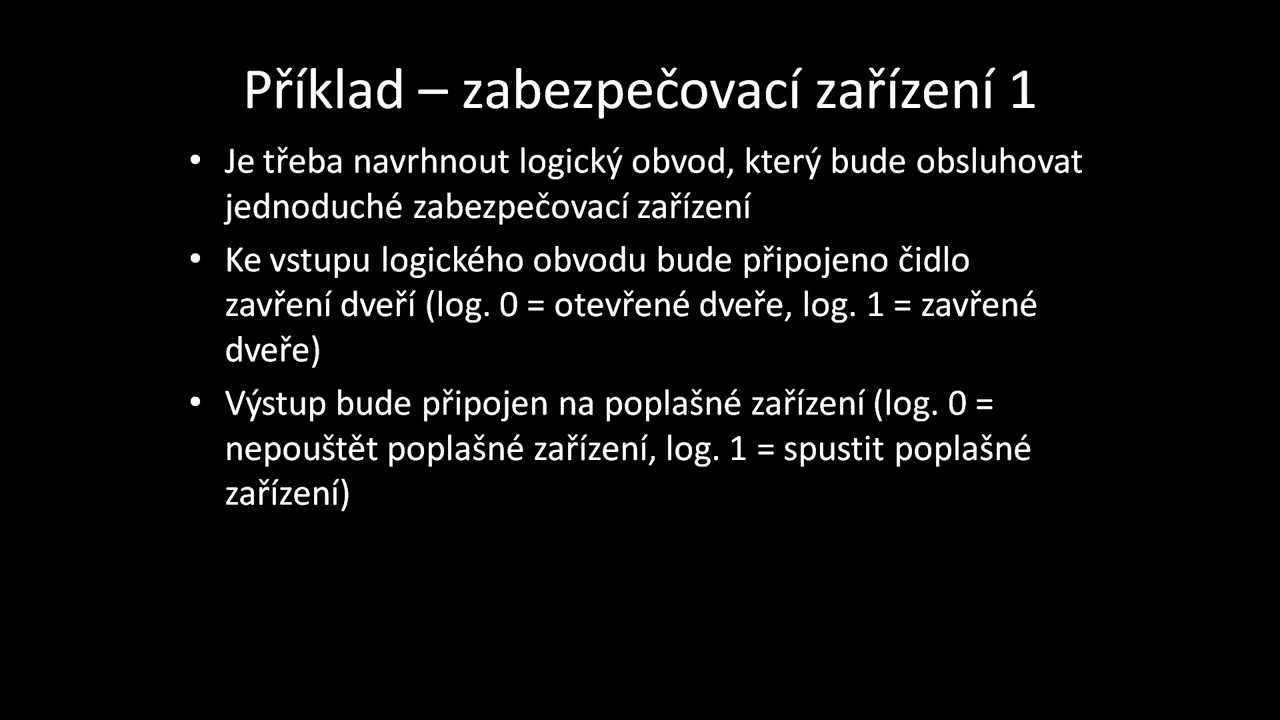 Příklad – zabezpečovací zařízení 1
• Je třeba navrhnout logický obvod, který bude obsluhovat
jednoduché zabezpečovací zařízení
• Ke vstupu logického obvodu bude připojeno čidlo
zavření dveří (log. 0 = otevřené dveře, log. 1 = zavřené
dveře)
• Výstup bude připojen na poplašné zařízení (log. 0 =
nepouštět poplašné zařízení, log. 1 = spustit poplašné
zařízení)